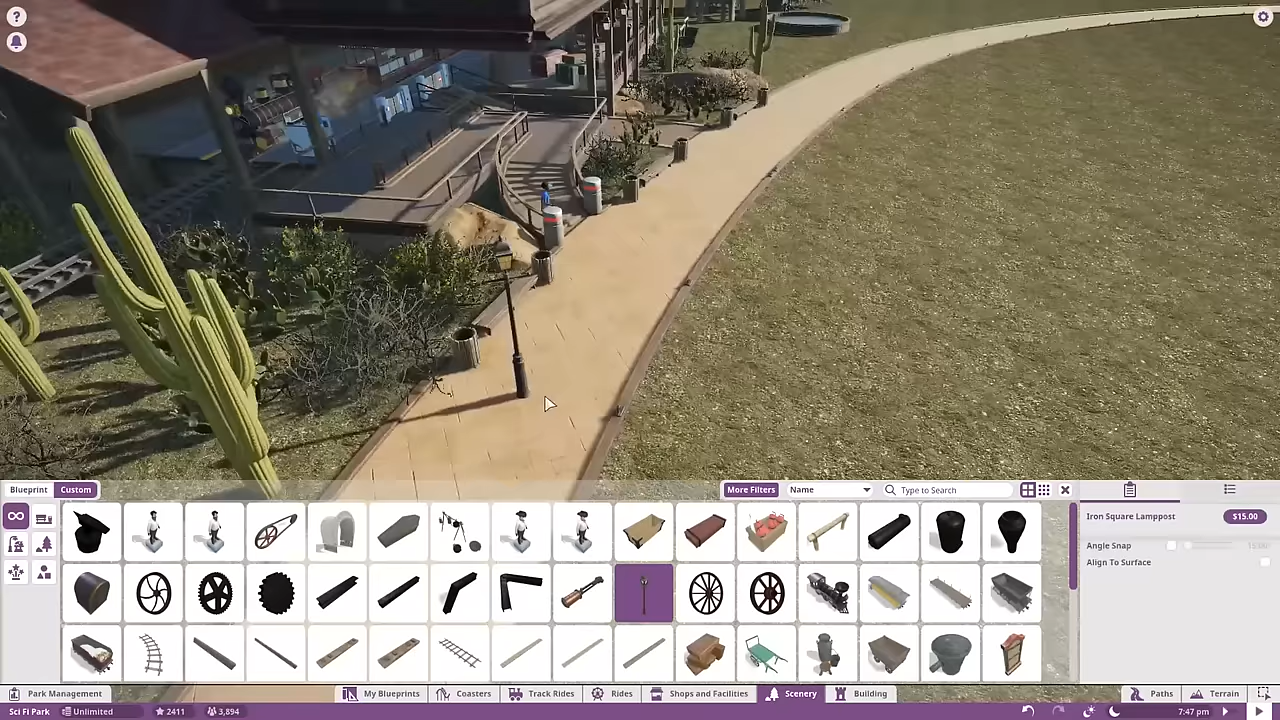 ?
Blueprint Custom More Filters Name Type to Search
Iron Square Lamppost $15.00
Angle Snap
Align To Surface
Park Management My Blueprints Coasters Track Rides Rides Shops and Facilities Scenery Building Paths Terrain
Sci Fi Park Unlimited 2411 3,894 7:47 pm